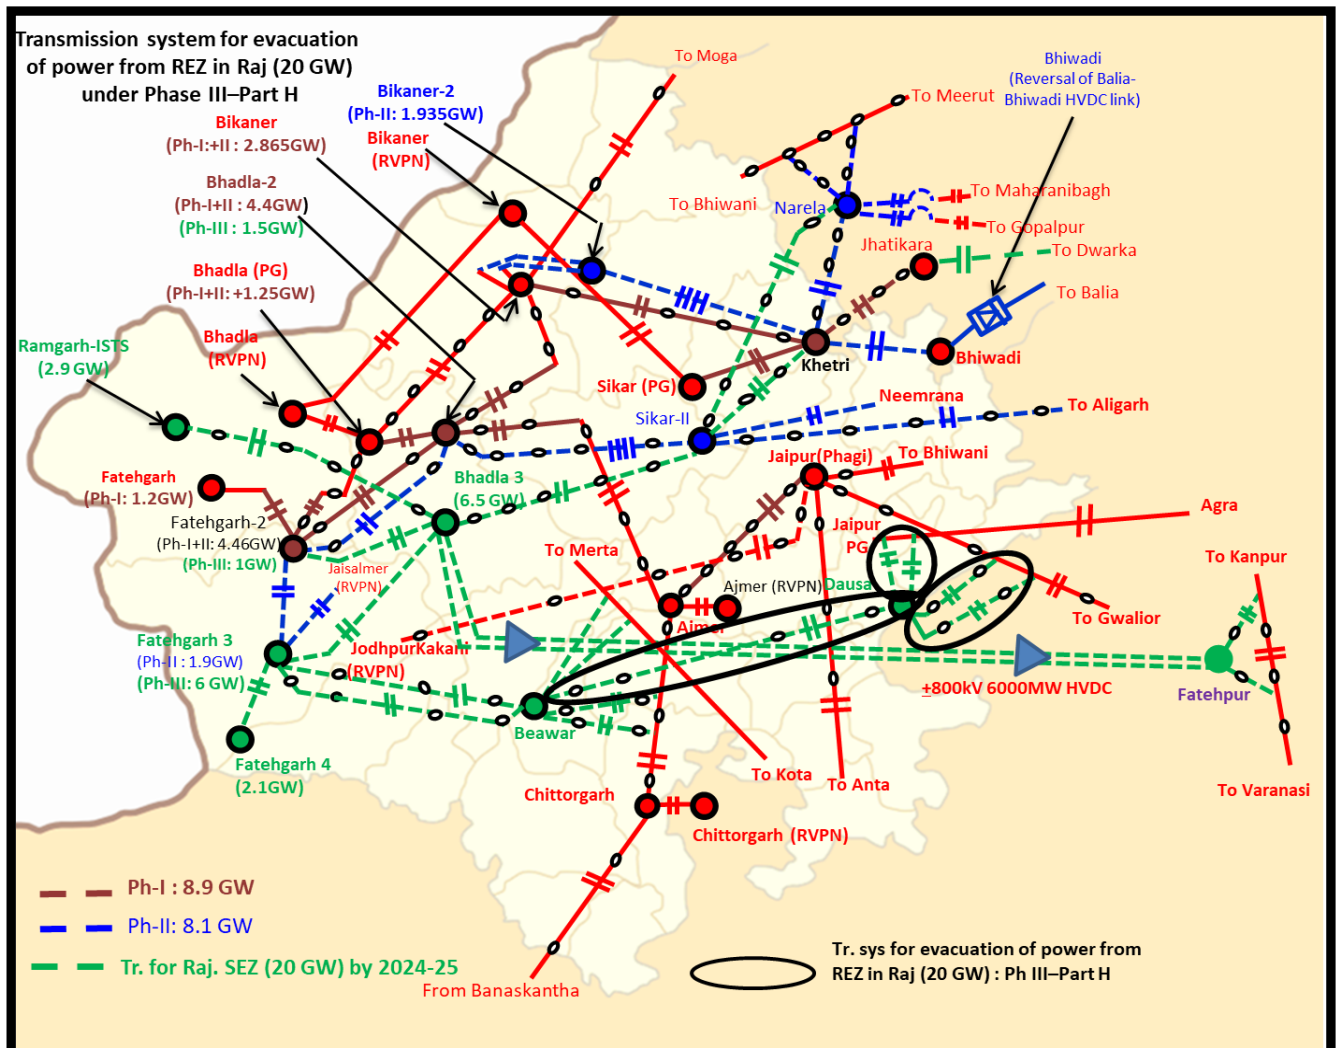 Transmission system for evacuation
of power from REZ in Raj (20 GW)
under Phase III–Part H
To Moga
Bikaner-2
(Ph-II: 1.935GW)
Bikaner
(RVPN)
Bikaner
(Ph-I:+II : 2.865GW)
Bhadla-2
(Ph-I+II : 4.4GW)
(Ph-III : 1.5GW)
Bhadla (PG)
(Ph-I+II: +1.25GW)
Bhadla
(RVPN)
Ramgarh-ISTS
(2.9 GW)
Bhiwadi
(Reversal of Balia-
Bhiwadi HVDC link)
To Meerut
To Bhiwani
Narela
To Maharanibagh
To Gopalpur
Jhatikara
To Dwarka
To Balia
Bhiwadi
Khetri
Sikar (PG)
Sikar-II
Neemrana
To Aligarh
Jaipur(Phagi)
To Bhiwani
Fatehgarh
(Ph-I: 1.2GW)
Bhadla 3
(6.5 GW)
Fatehgarh-2
(Ph-I+II: 4.46GW)
(Ph-III: 1GW)
Jaisalmer
(RVPN)
To Merta
Jaipur
PG
Agra
To Kanpur
Ajmer (RVPN)
Dausa
To Gwalior
Ajmer
Fatehgarh 3
(Ph-II : 1.9GW)
(Ph-III: 6 GW)
JodhpurKakani
(RVPN)
±800kV 6000MW HVDC
Fatehpur
Beawar
Fatehgarh 4
(2.1GW)
To Kota
To Anta
To Varanasi
Chittorgarh
Chittorgarh (RVPN)
Ph-I : 8.9 GW
Ph-II: 8.1 GW
Tr. for Raj. SEZ (20 GW) by 2024-25
From Banaskantha
Tr. sys for evacuation of power from
REZ in Raj (20 GW) : Ph III–Part H